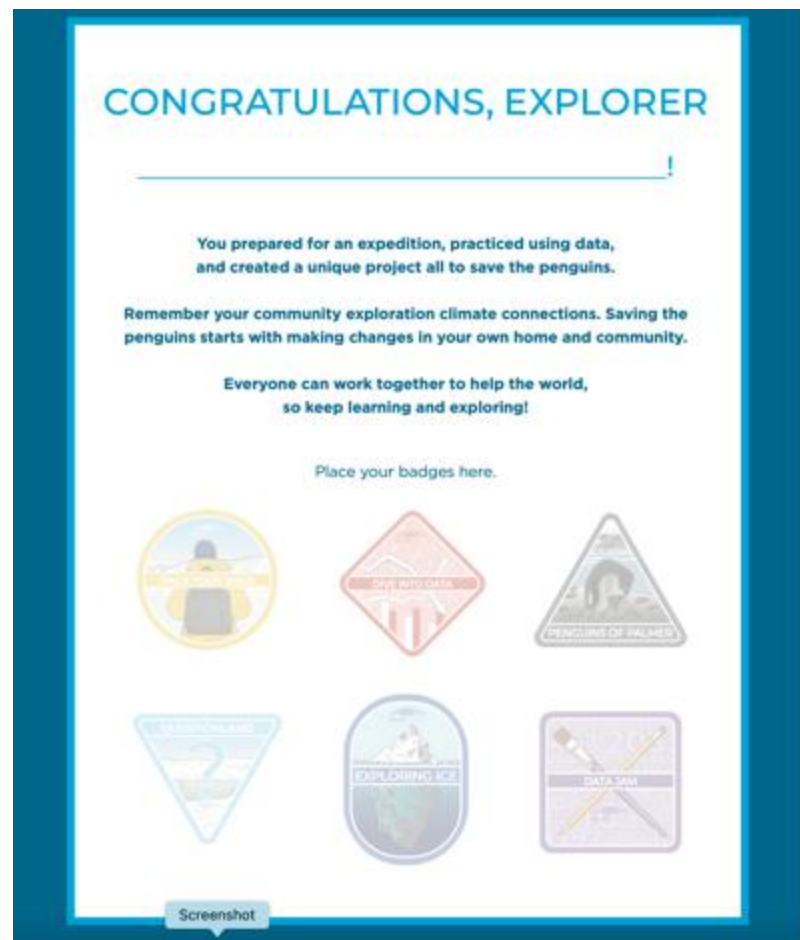 CONGRATULATIONS, EXPLORER
!
You prepared for an expedition, practiced using data,
and created a unique project all to save the penguins.
Remember your community exploration climate connections. Saving the
penguins starts with making changes in your own home and community.
Everyone can work together to help the world,
so keep learning and exploring!
Place your badges here.
DIVE INTO DATA
PENGUINS OF PALMER
EXPLORING ICE
DATA JAM
Screenshot